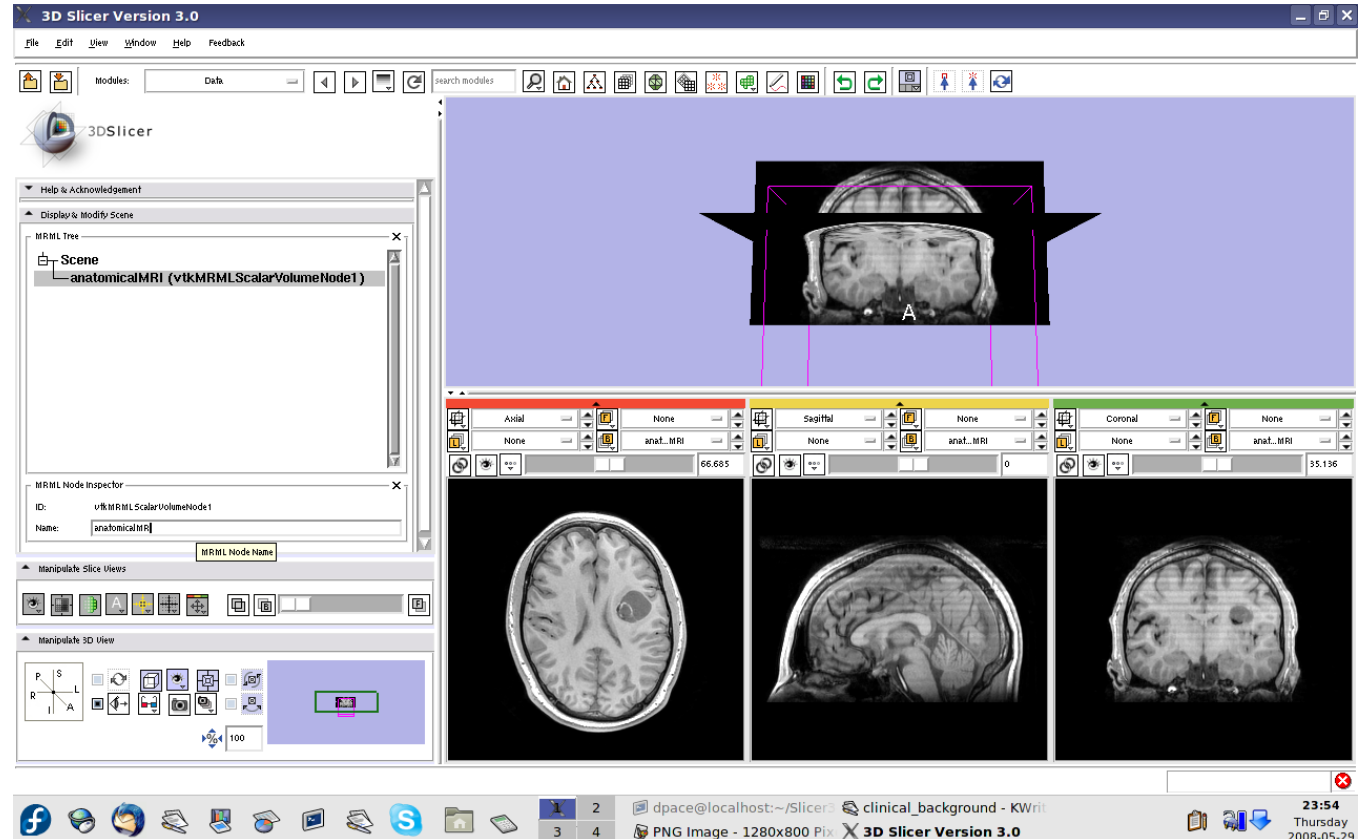 3D Slicer Version 3.0
File Edit View Window Help Feedback
Modules: Data search modules
3DSlicer
Help & Acknowledgement
Display & Modify Scene
MRML Tree
Scene
anatomicalMRI (vtkMRMLScalarVolumeNode1)
MRML Node Inspector
ID: vtkMRMLScalarVolumeNode1
Name: anatomicalMRI
MRML Node Name
Manipulate Slice Views
Manipulate 3D View
P S
R L
I A
% 100
A
Axial F None
L None B anat...MRI
66.685
Sagittal F None
L None B anat...MRI
0
Coronal F None
L None B anat...MRI
35.136
1 2
3 4
dpace@localhost:~/Slicer3
clinical_background - KWrit
PNG Image - 1280x800 Pix
3D Slicer Version 3.0
23:54
Thursday
2008-05-29